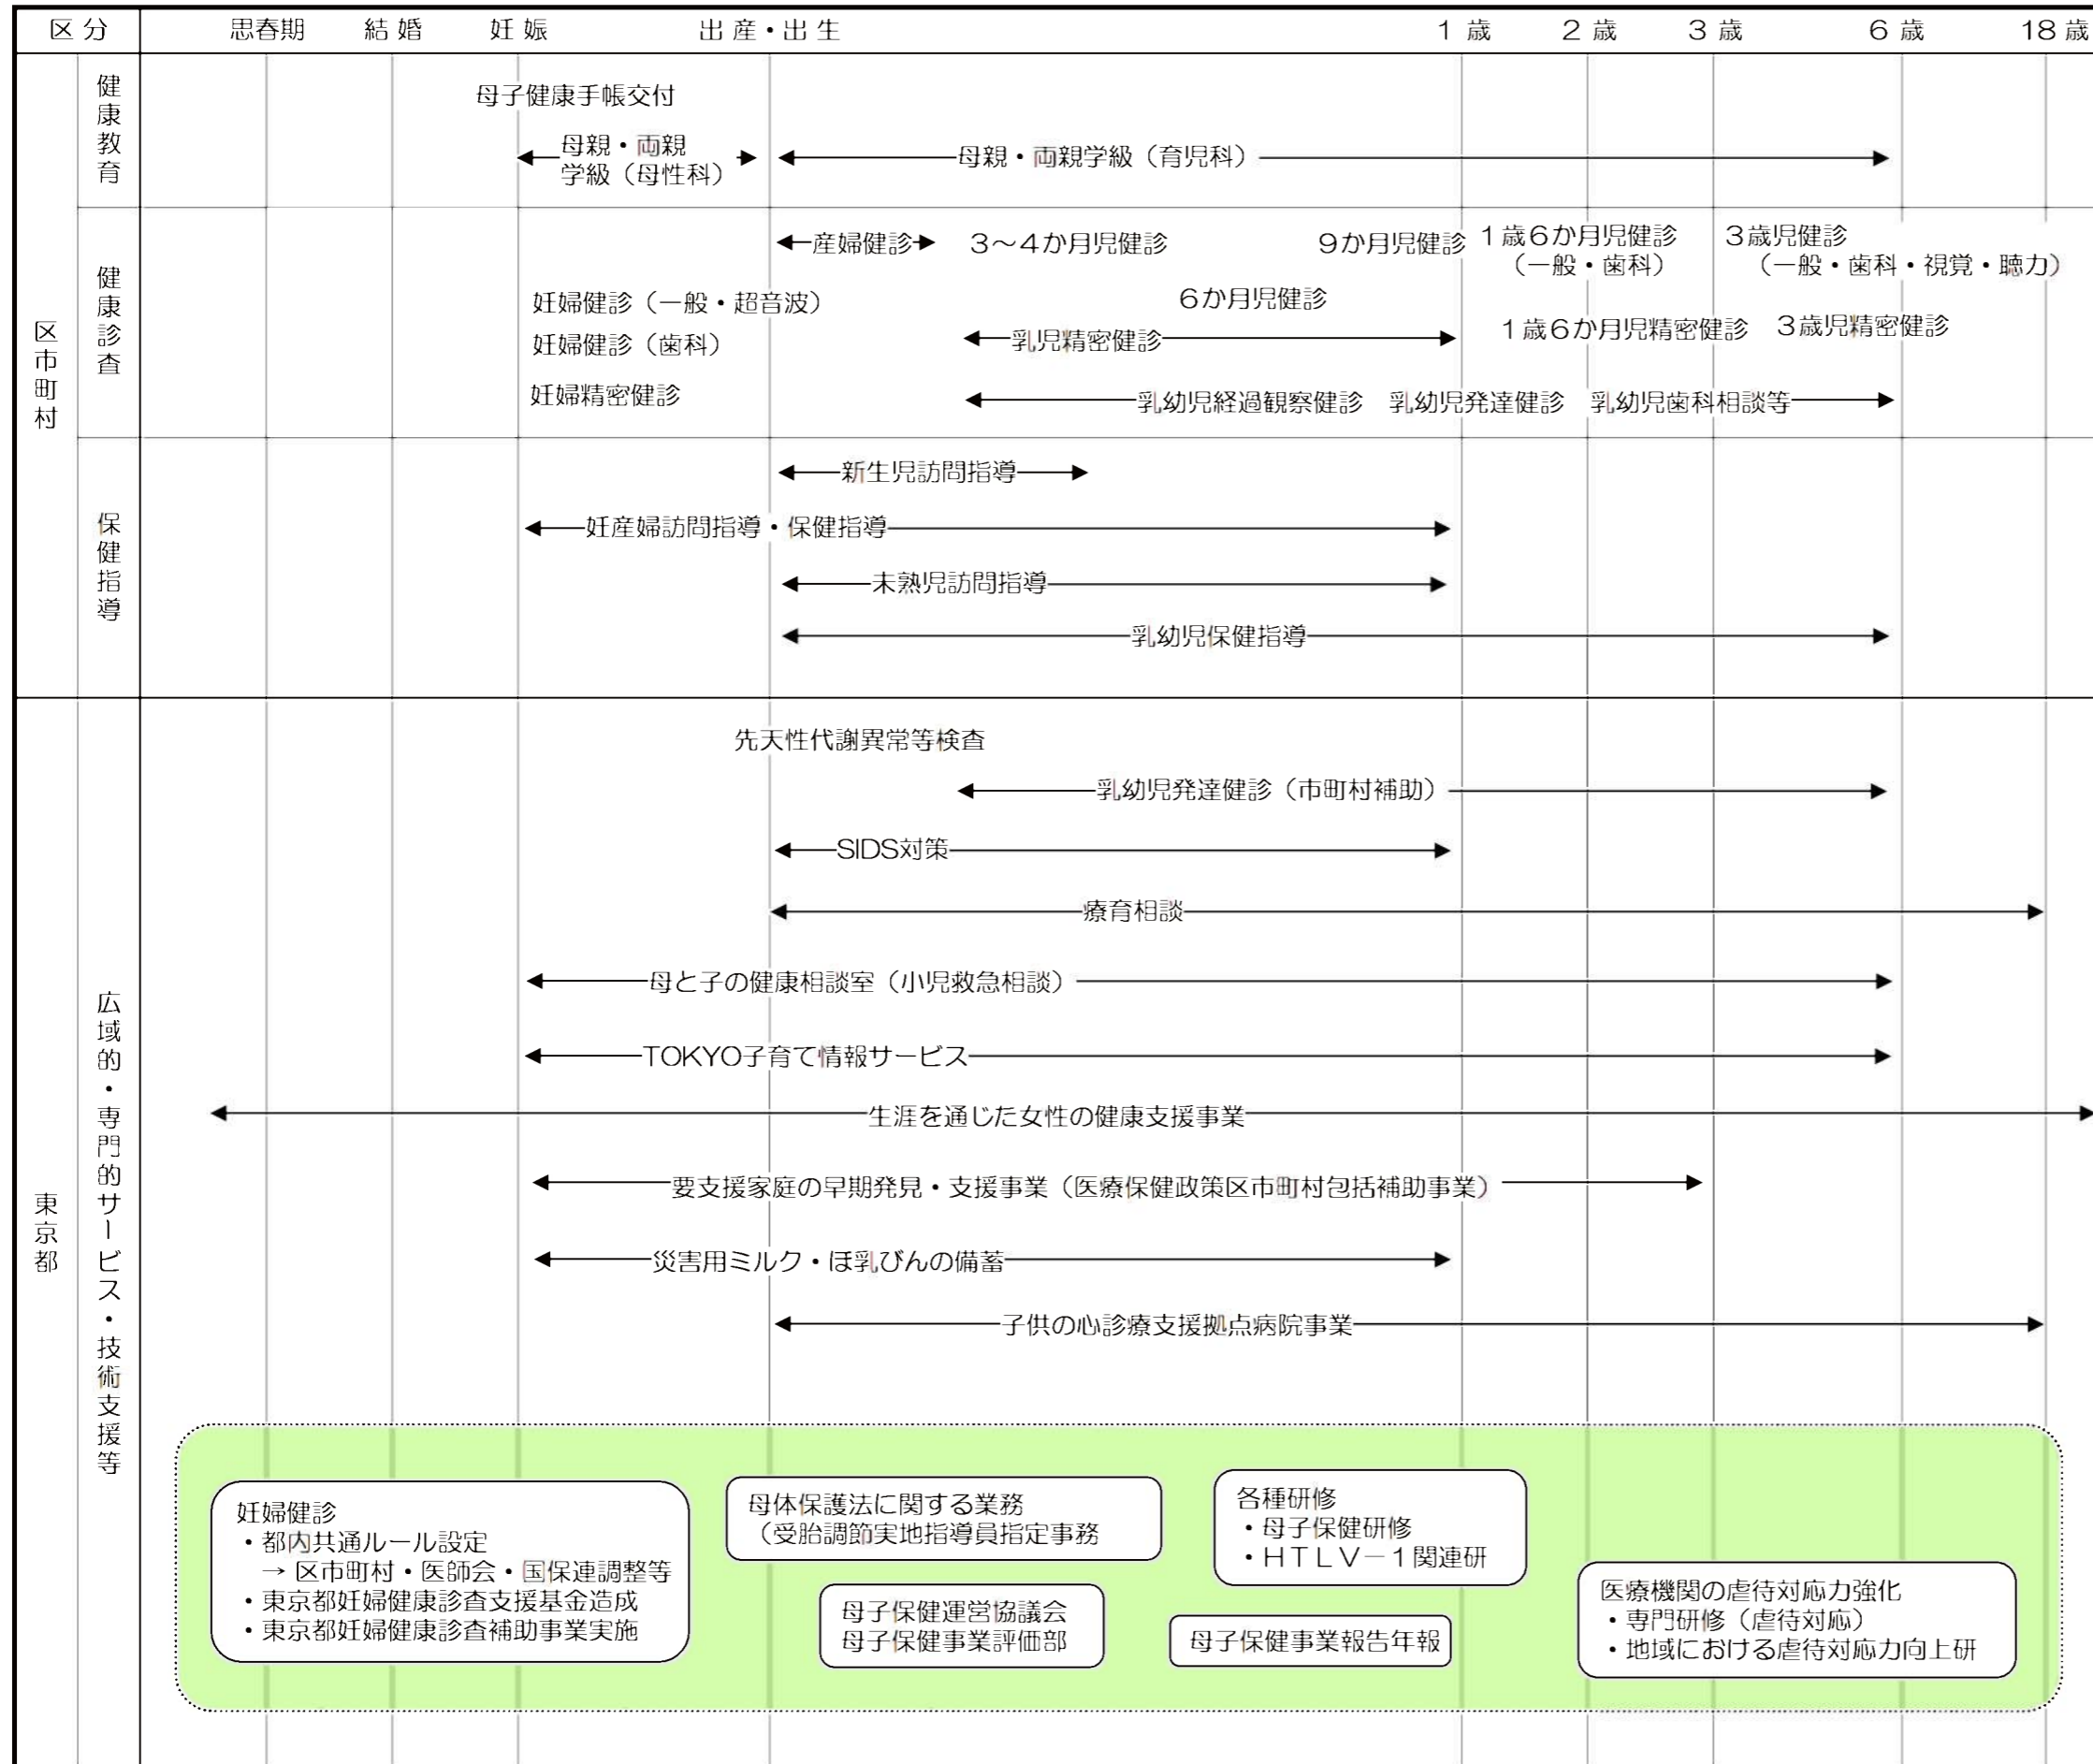 区分 思春期 結婚 妊娠 出産・出生 1歳 2歳 3歳 6歳 18歳
区市町村
健康教育
母子健康手帳交付
母親・両親
学級（母性科）
母親・両親学級（育児科）
健康診査
産婦健診 3～4か月児健診 9か月児健診 1歳6か月児健診 3歳児健診
（一般・歯科） （一般・歯科・視覚・聴力）
妊婦健診（一般・超音波） 6か月児健診
妊婦健診（歯科） 乳児精密健診 1歳6か月児精密健診 3歳児精密健診
妊婦精密健診 乳幼児経過観察健診 乳幼児発達健診 乳幼児歯科相談等
保健指導
新生児訪問指導
妊産婦訪問指導・保健指導
未熟児訪問指導
乳幼児保健指導
東京都
広域的・専門的サービス・技術支援等
先天性代謝異常等検査
乳幼児発達健診（市町村補助）
SIDS対策
療育相談
母と子の健康相談室（小児救急相談）
TOKYO子育て情報サービス
生涯を通じた女性の健康支援事業
要支援家庭の早期発見・支援事業（医療保健政策区市町村包括補助事業）
災害用ミルク・ほ乳びんの備蓄
子供の心診療支援拠点病院事業
妊婦健診
・都内共通ルール設定
→ 区市町村・医師会・国保連調整等
・東京都妊婦健康診査支援基金造成
・東京都妊婦健康診査補助事業実施
母体保護法に関する業務
（受胎調節実地指導員指定事務
母子保健運営協議会
母子保健事業評価部
各種研修
・母子保健研修
・HTLV－1関連研
母子保健事業報告年報
医療機関の虐待対応力強化
・専門研修（虐待対応）
・地域における虐待対応力向上研